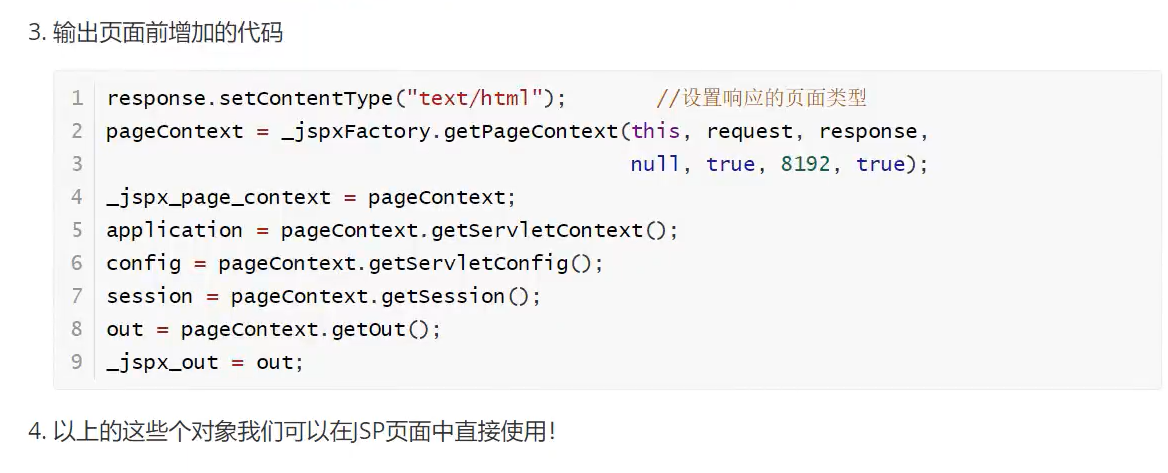 3. 输出页面前增加的代码
1 response.setContentType("text/html");       //设置响应的页面类型
2 pageContext = _jspxFactory.getPageContext(this, request, response,
3                                           null, true, 8192, true);
4 _jspx_page_context = pageContext;
5 application = pageContext.getServletContext();
6 config = pageContext.getServletConfig();
7 session = pageContext.getSession();
8 out = pageContext.getOut();
9 _jspx_out = out;
4. 以上的这些个对象我们可以在JSP页面中直接使用！